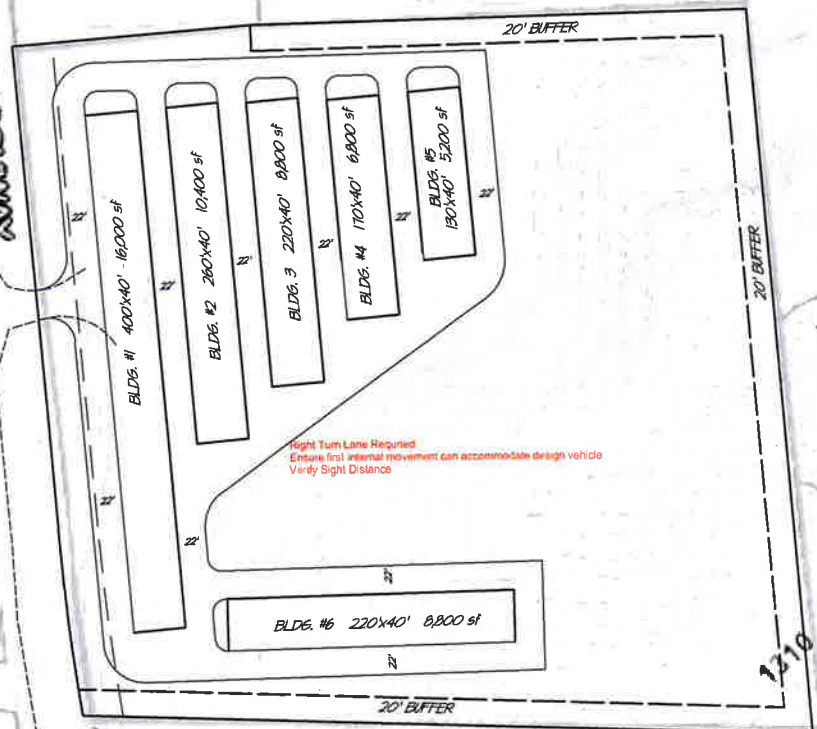 20' BUFFER
BLDG. #1 400'x40' -16,000 sf
BLDG. #2 260'x40' 10,400 sf
BLDG. 3 220'x40' 8,800 sf
BLDG. #4 170'x40' 6,800 sf
BLDG. #5
130'x40' 5,200 sf
22'
22'
22'
22'
22'
22'
20' BUFFER
Right Turn Lane Required
Ensure first internal movement can accommodate design vehicle
Verify Sight Distance
22'
22'
22'
BLDG. #6 220'x40' 8,800 sf
22'
20' BUFFER
1310